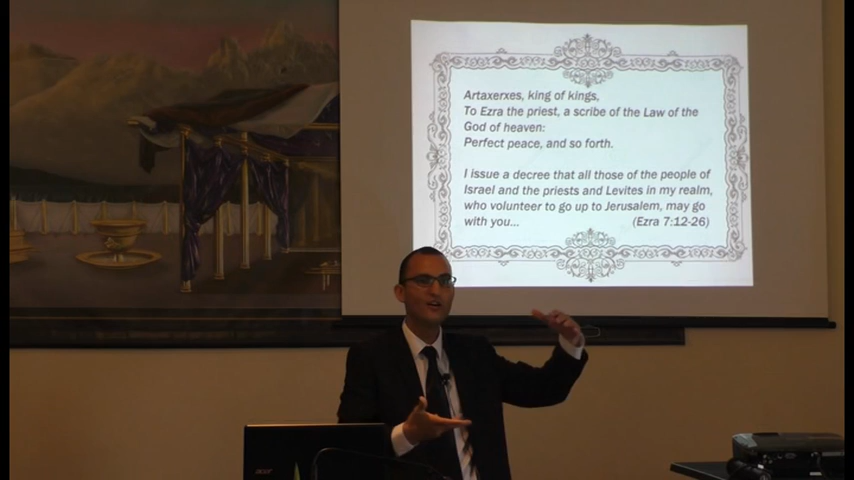 Artaxerxes, king of kings,
To Ezra the priest, a scribe of the Law of the
God of heaven:
Perfect peace, and so forth.
I issue a decree that all those of the people of
Israel and the priests and Levites in my realm,
who volunteer to go up to Jerusalem, may go
with you... (Ezra 7:12-26)
acer